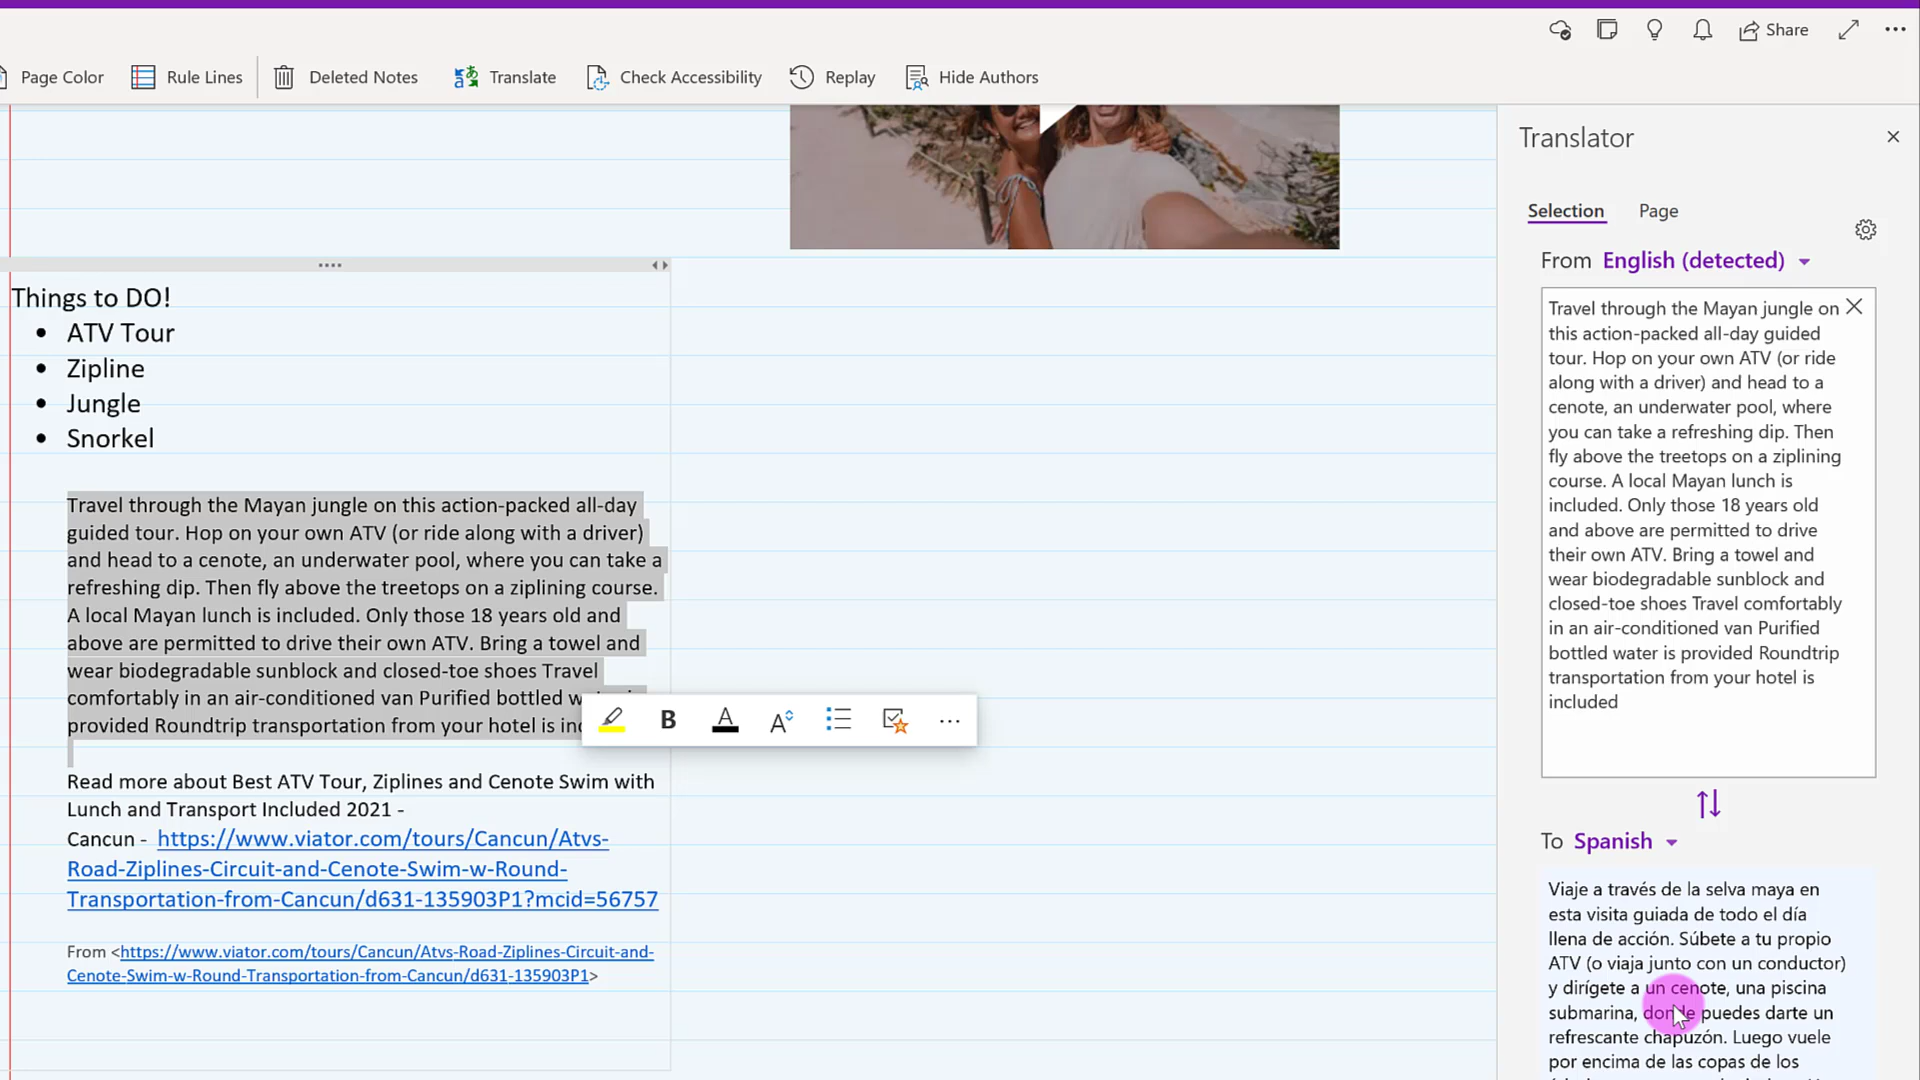 Share
Page Color
Rule Lines
Deleted Notes
Translate
Check Accessibility
Replay
Hide Authors
Things to DO!
• ATV Tour
• Zipline
• Jungle
• Snorkel
Travel through the Mayan jungle on this action-packed all-day
guided tour. Hop on your own ATV (or ride along with a driver)
and head to a cenote, an underwater pool, where you can take a
refreshing dip. Then fly above the treetops on a ziplining course.
A local Mayan lunch is included. Only those 18 years old and
above are permitted to drive their own ATV. Bring a towel and
wear biodegradable sunblock and closed-toe shoes Travel
comfortably in an air-conditioned van Purified bottled
provided Roundtrip transportation from your hotel is
B
A
A
Read more about Best ATV Tour, Ziplines and Cenote Swim with
Lunch and Transport Included 2021 -
Cancun - https://www.viator.com/tours/Cancun/Atvs-
Road-Ziplines-Circuit-and-Cenote-Swim-w-Round-
Transportation-from-Cancun/d631-135903P1?mcid=56757
From <https://www.viator.com/tours/Cancun/Atvs-Road-Ziplines-Circuit-and-
Cenote-Swim-w-Round-Transportation-from-Cancun/d631-135903P1>
Translator
Selection Page
From English (detected)
Travel through the Mayan jungle on
this action-packed all-day guided
tour. Hop on your own ATV (or ride
along with a driver) and head to a
cenote, an underwater pool, where
you can take a refreshing dip. Then
fly above the treetops on a ziplining
course. A local Mayan lunch is
included. Only those 18 years old
and above are permitted to drive
their own ATV. Bring a towel and
wear biodegradable sunblock and
closed-toe shoes Travel comfortably
in an air-conditioned van Purified
bottled water is provided Roundtrip
transportation from your hotel is
included
To Spanish
Viaje a través de la selva maya en
esta visita guiada de todo el día
llena de acción. Súbete a tu propio
ATV (o viaja junto con un conductor)
y dirígete a un cenote, una piscina
submarina, donde puedes darte un
refrescante chapuzón. Luego vuele
por encima de las copas de los